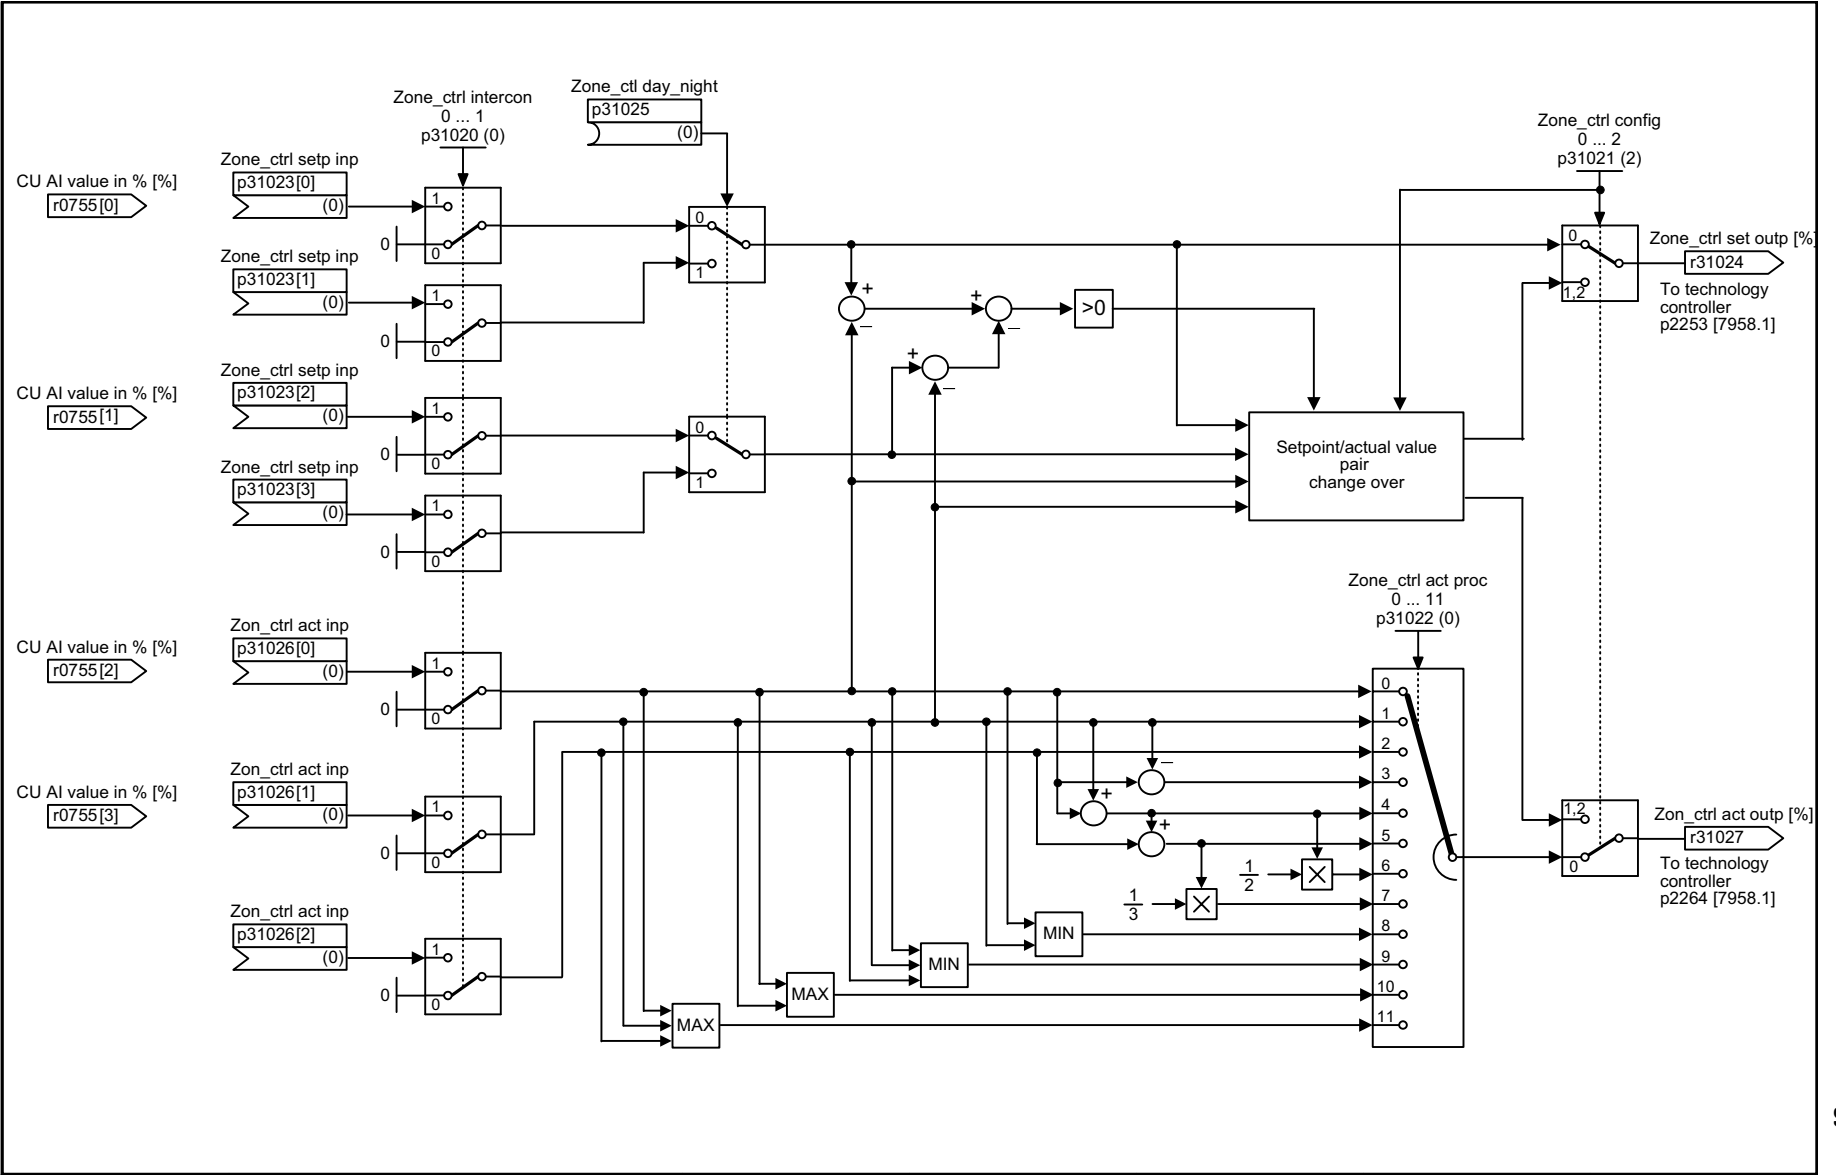 Zone_ctrl intercon
0 ... 1
p31020 (0)
Zone_ctl day_night
p31025
(0)
Zone_ctrl config
0 ... 2
p31021 (2)
CU AI value in % [%]
r0755[0]
Zone_ctrl setp inp
p31023[0]
(0)
1
0
0
Zone_ctrl setp inp
p31023[1]
(0)
1
0
0
0
1
CU AI value in % [%]
r0755[1]
Zone_ctrl setp inp
p31023[2]
(0)
1
0
0
Zone_ctrl setp inp
p31023[3]
(0)
1
0
0
0
1
+
–
+
–
+
–
>0
Setpoint/actual value
pair
change over
0
1,2
Zone_ctrl set outp [%]
r31024
To technology
controller
p2253 [7958.1]
CU AI value in % [%]
r0755[2]
Zon_ctrl act inp
p31026[0]
(0)
1
0
0
CU AI value in % [%]
r0755[3]
Zon_ctrl act inp
p31026[1]
(0)
1
0
0
Zon_ctrl act inp
p31026[2]
(0)
1
0
0
Zone_ctrl act proc
0 ... 11
p31022 (0)
0
1
2
3
4
5
6
7
8
9
10
11
–
+
+
1
2
1
3
MIN
MIN
MAX
MAX
1,2
0
Zon_ctrl act outp [%]
r31027
To technology
controller
p2264 [7958.1]